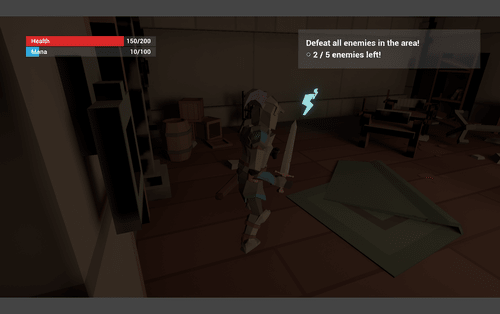 Health 150/200
Mana 10/100
Defeat all enemies in the area!
○ 2 / 5 enemies left!